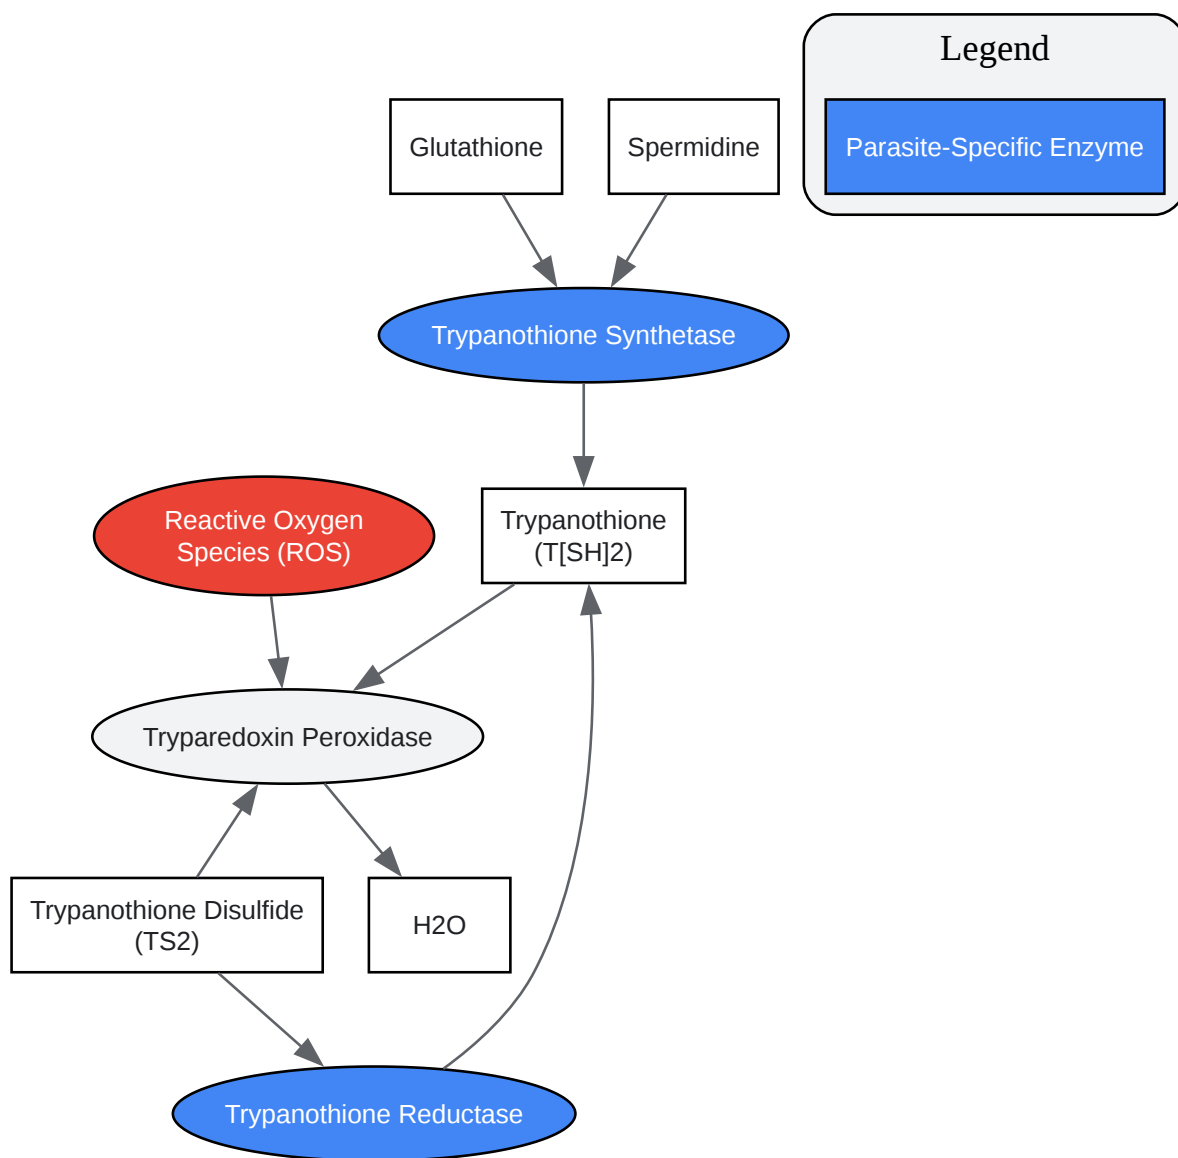 Legend
Glutathione
Spermidine
Parasite-Specific Enzyme
Trypanothione Synthetase
Reactive Oxygen
Species (ROS)
Trypanothione
(T[SH]2)
Tryparedoxin Peroxidase
Trypanothione Disulfide
(TS2)
H2O
Trypanothione Reductase